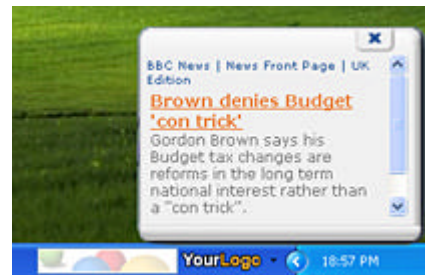 BBC News | News Front Page | UK
Edition
Brown denies Budget
'con trick'
Gordon Brown says his
Budget tax changes are
reforms in the long term
national interest rather than
a "con trick".
YourLogo
18:57 PM